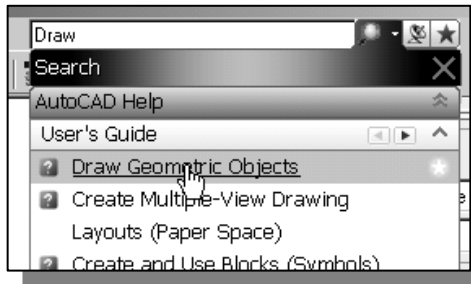 Draw
Search
AutoCAD Help
User's Guide
Draw Geometric Objects
Create Multiple-View Drawing
Layouts (Paper Space)
Create and Use Blocks (Symbols)